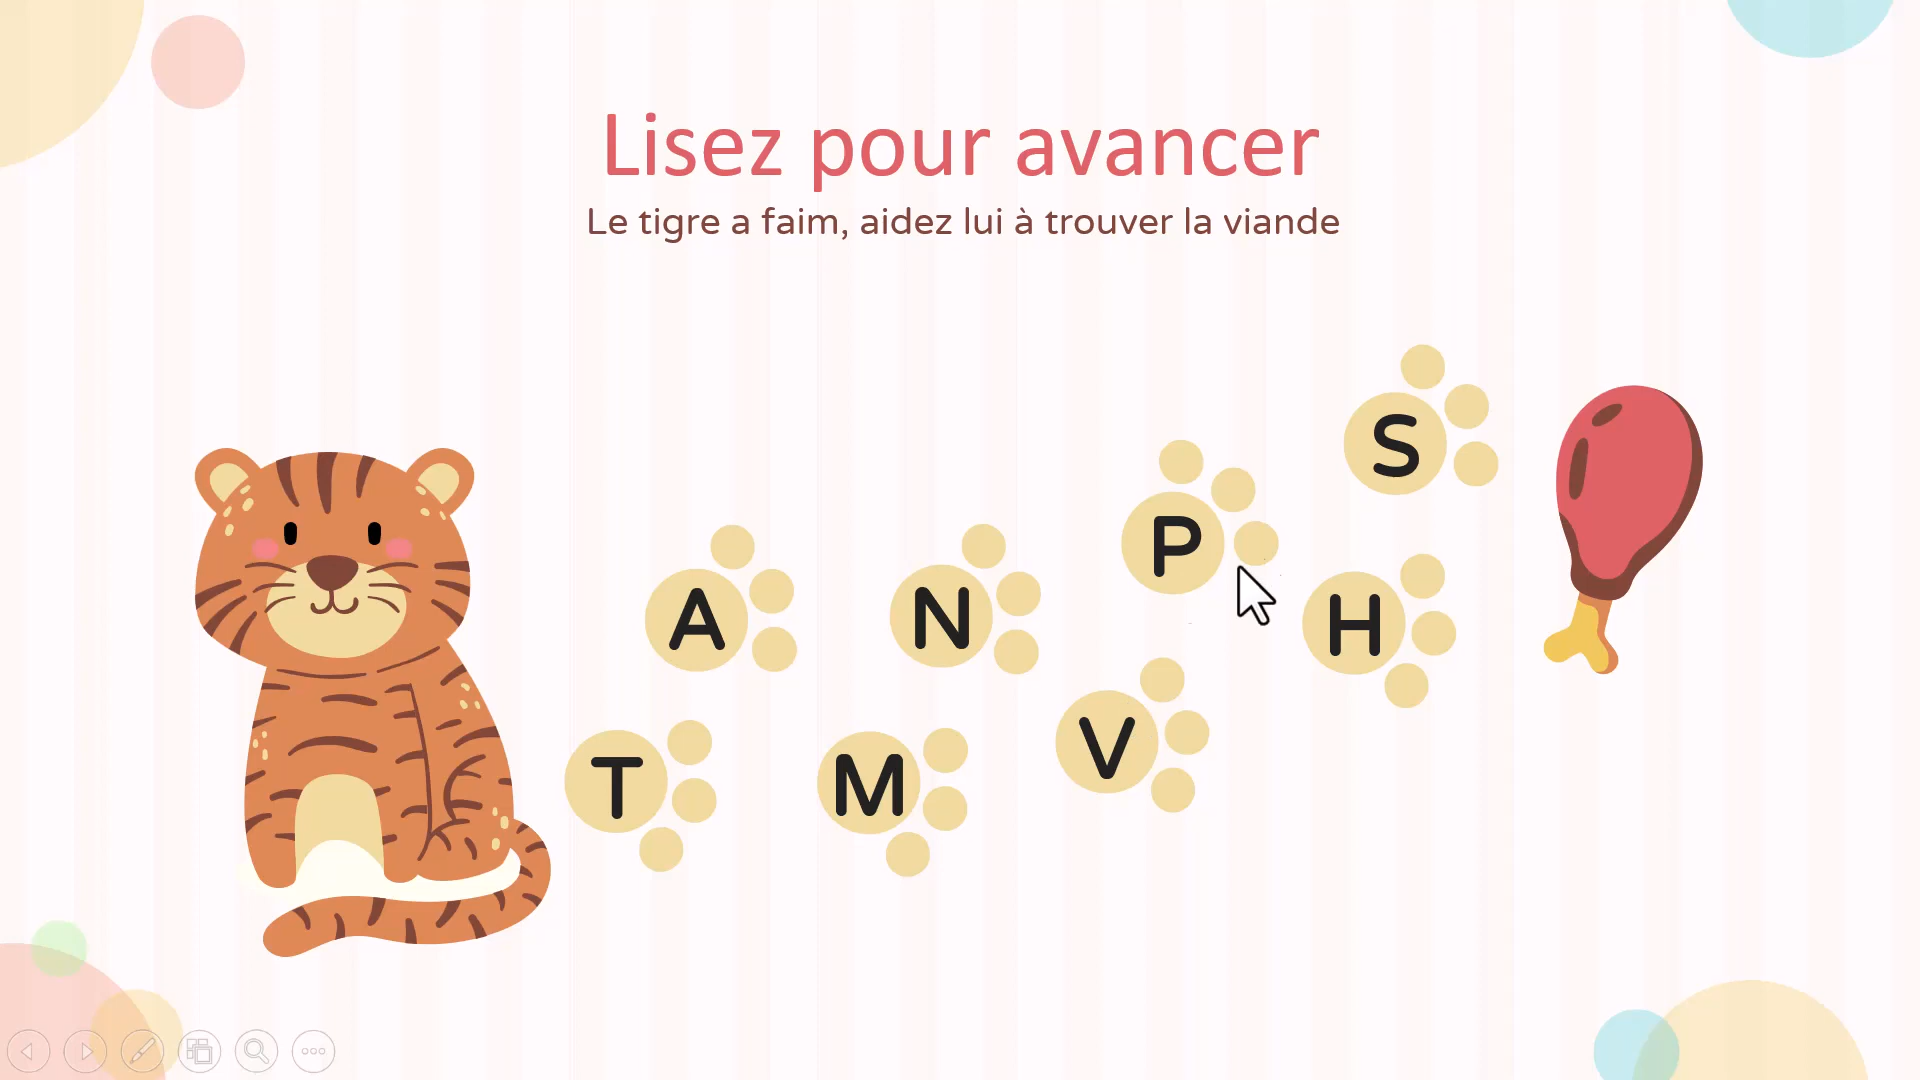 Lisez pour avancer
Le tigre a faim, aidez lui à trouver la viande
S
P
A N H
V
T M